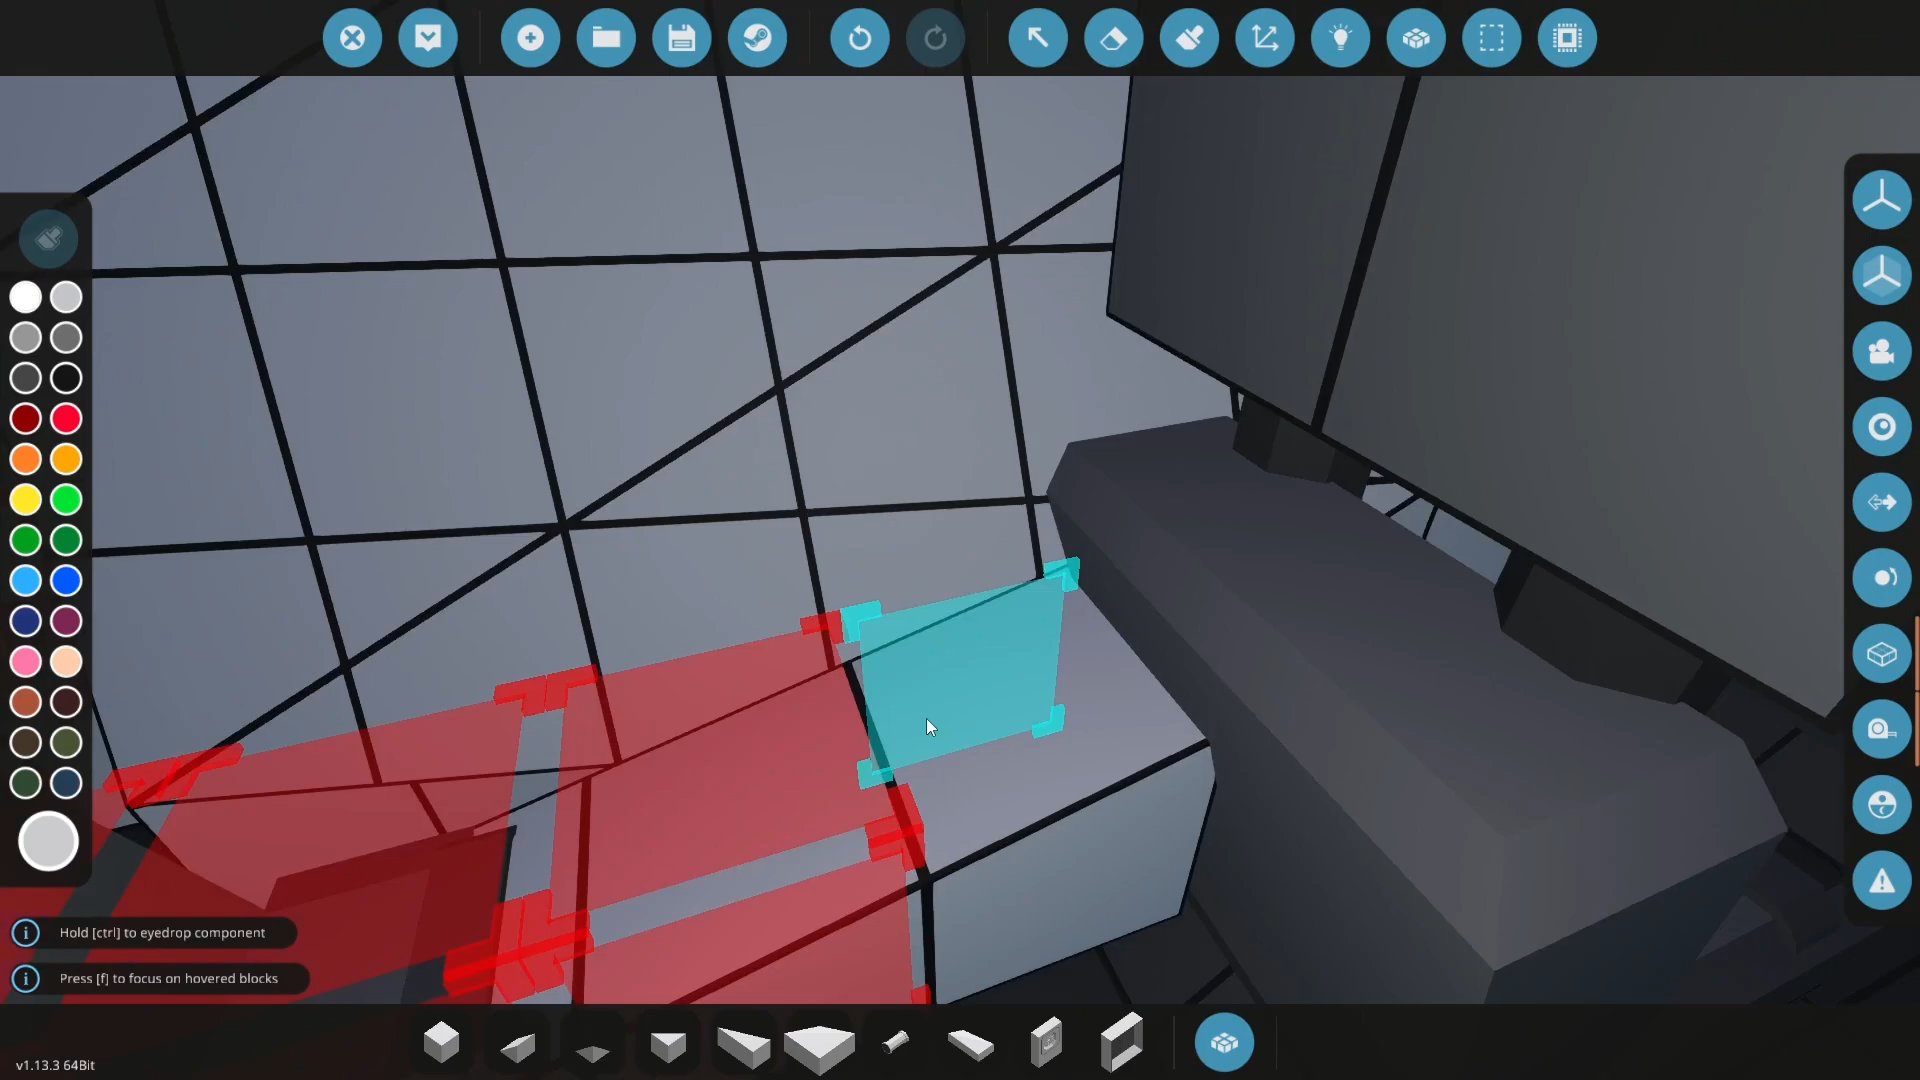 Hold [ctrl] to eyedrop component
Press [f] to focus on hovered blocks
v1.13.3 64Bit